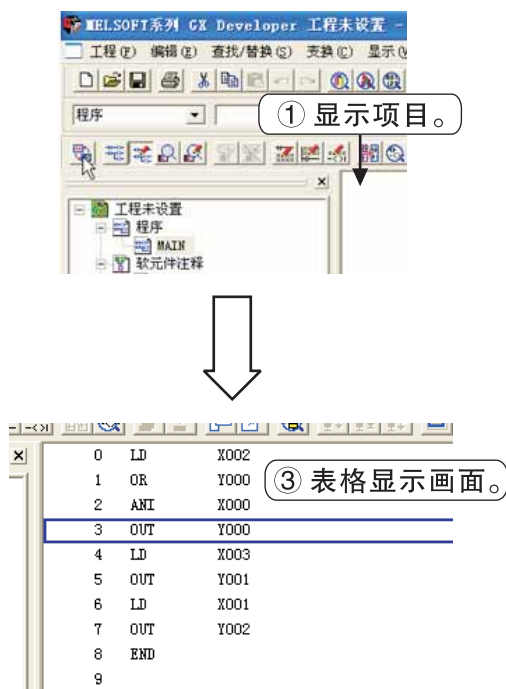 MELSOFT系列 GX Developer 工程未设置 -
工程(F) 编辑(E) 查找/替换(S) 变换(C) 显示(V
程序
① 显示项目。
工程未设置
程序
MAIN
软元件注释
0 LD X002
1 OR Y000
③ 表格显示画面。
2 ANI X000
3 OUT Y000
4 LD X003
5 OUT Y001
6 LD X001
7 OUT Y002
8 END
9